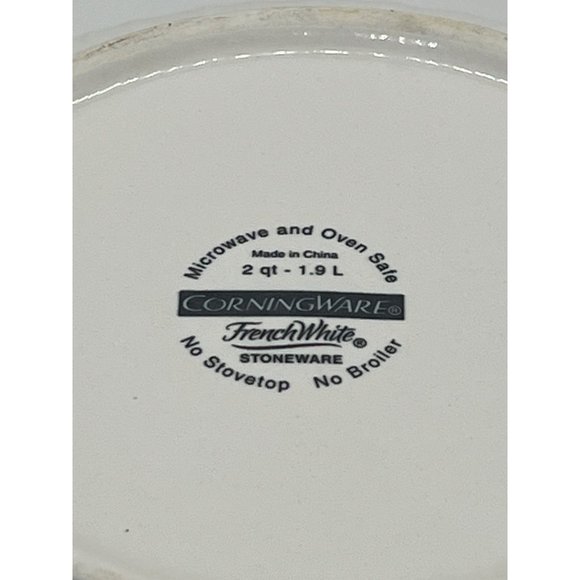 Microwave and Oven Safe
Made in China
2 qt - 1.9 L
CORNINGWARE®
FrenchWhite®
STONEWARE
No Stovetop No Broiler